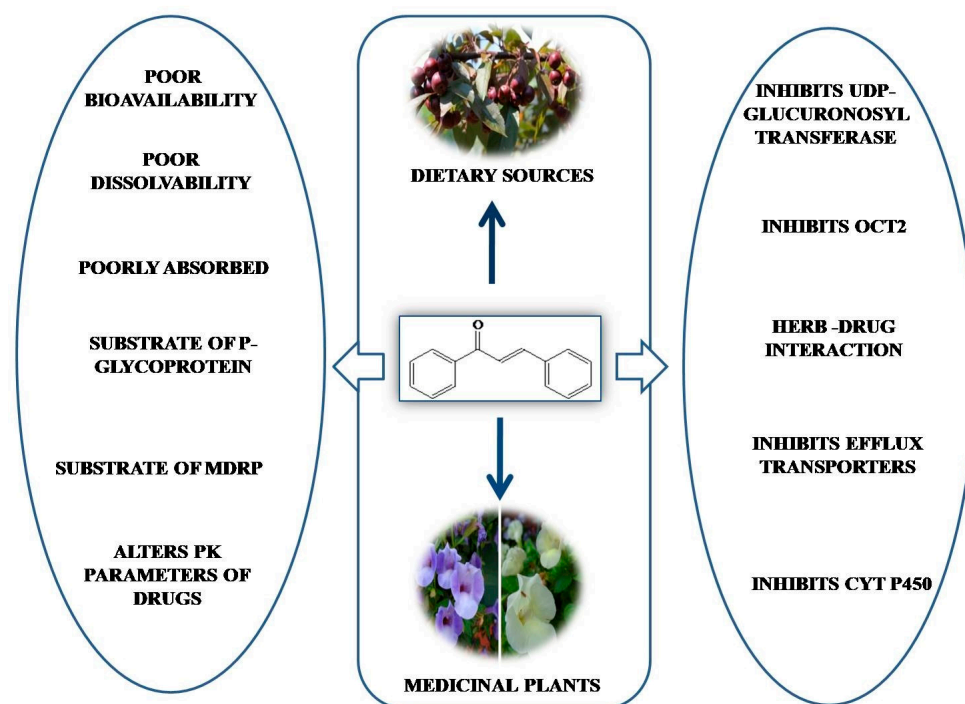 POOR
BIOAVAILABILITY
POOR
DISSOLVABILITY
POORLY ABSORBED
SUBSTRATE OF P-
GLYCOPROTEIN
SUBSTRATE OF MDRP
ALTERS PK
PARAMETERS OF
DRUGS
DIETARY SOURCES
O
MEDICINAL PLANTS
INHIBITS UDP-
GLUCURONOSYL
TRANSFERASE
INHIBITS OCT2
HERB -DRUG
INTERACTION
INHIBITS EFFLUX
TRANSPORTERS
INHIBITS CYT P450